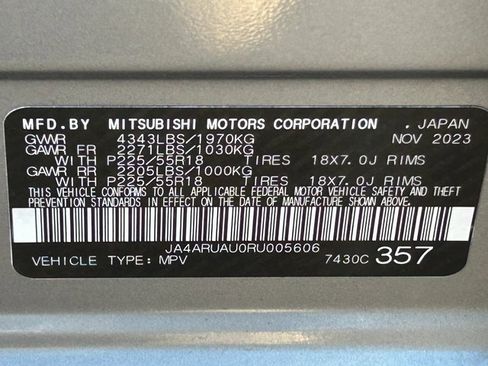 MFD.BY MITSUBISHI MOTORS CORPORATION . JAPAN
GVWR 4343LBS/1970KG NOV 2023
GAWR FR 2271LBS/1030KG
WITH P225/55R18 TIRES 18X7.0J RIMS
GAWR RR 2205LBS/1000KG
WITH P225/55R18 TIRES 18X7.0J RIMS
THIS VEHICLE CONFORMS TO ALL APPLICABLE FEDERAL MOTOR VEHICLE SAFETY AND THEFT
PREVENTION STANDARDS IN EFFECT ON THE DATE OF MANUFACTURE SHOWN ABOVE.
JA4ARUAU0RU005606
VEHICLE TYPE: MPV 7430C 357